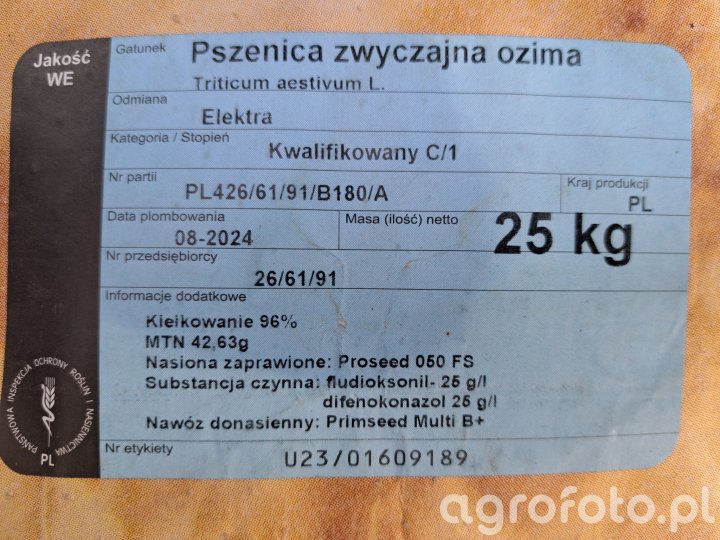 Jakość
WE
Gatunek
Pszenica zwyczajna ozima
Triticum aestivum L.
Odmiana
Elektra
Kategoria / Stopień
Kwalifikowany C/1
Nr partii
PL426/61/91/B180/A
Kraj produkcji
PL
Data plombowania
08-2024
Masa (ilość) netto
25 kg
Nr przedsiębiorcy
26/61/91
Informacje dodatkowe
Kiełkowanie 96%
MTN 42,63g
Nasiona zaprawione: Proseed 050 FS
Substancja czynna: fludioksonil- 25 g/l
difenokonazol 25 g/l
Nawóz donasienny: Primseed Multi B+
Nr etykiety
U23/01609189
PAŃSTWOWA INSPEKCJA OCHRONY ROŚLIN I NASIENNICTWA
PL
agrofoto.pl